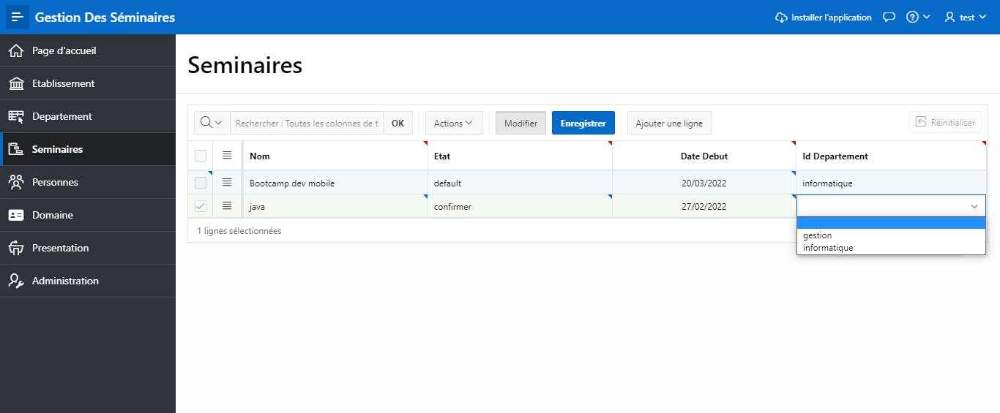 Gestion Des Séminaires
Installer l'application
test
Page d'accueil
Etablissement
Departement
Seminaires
Personnes
Domaine
Presentation
Administration
Seminaires
Rechercher : Toutes les colonnes de t
OK
Actions
Modifier
Enregistrer
Ajouter une ligne
Réinitialiser
Nom Etat Date Debut Id Departement
Bootcamp dev mobile default 20/03/2022 informatique
java confirmer 27/02/2022
gestion
informatique
1 lignes sélectionnées